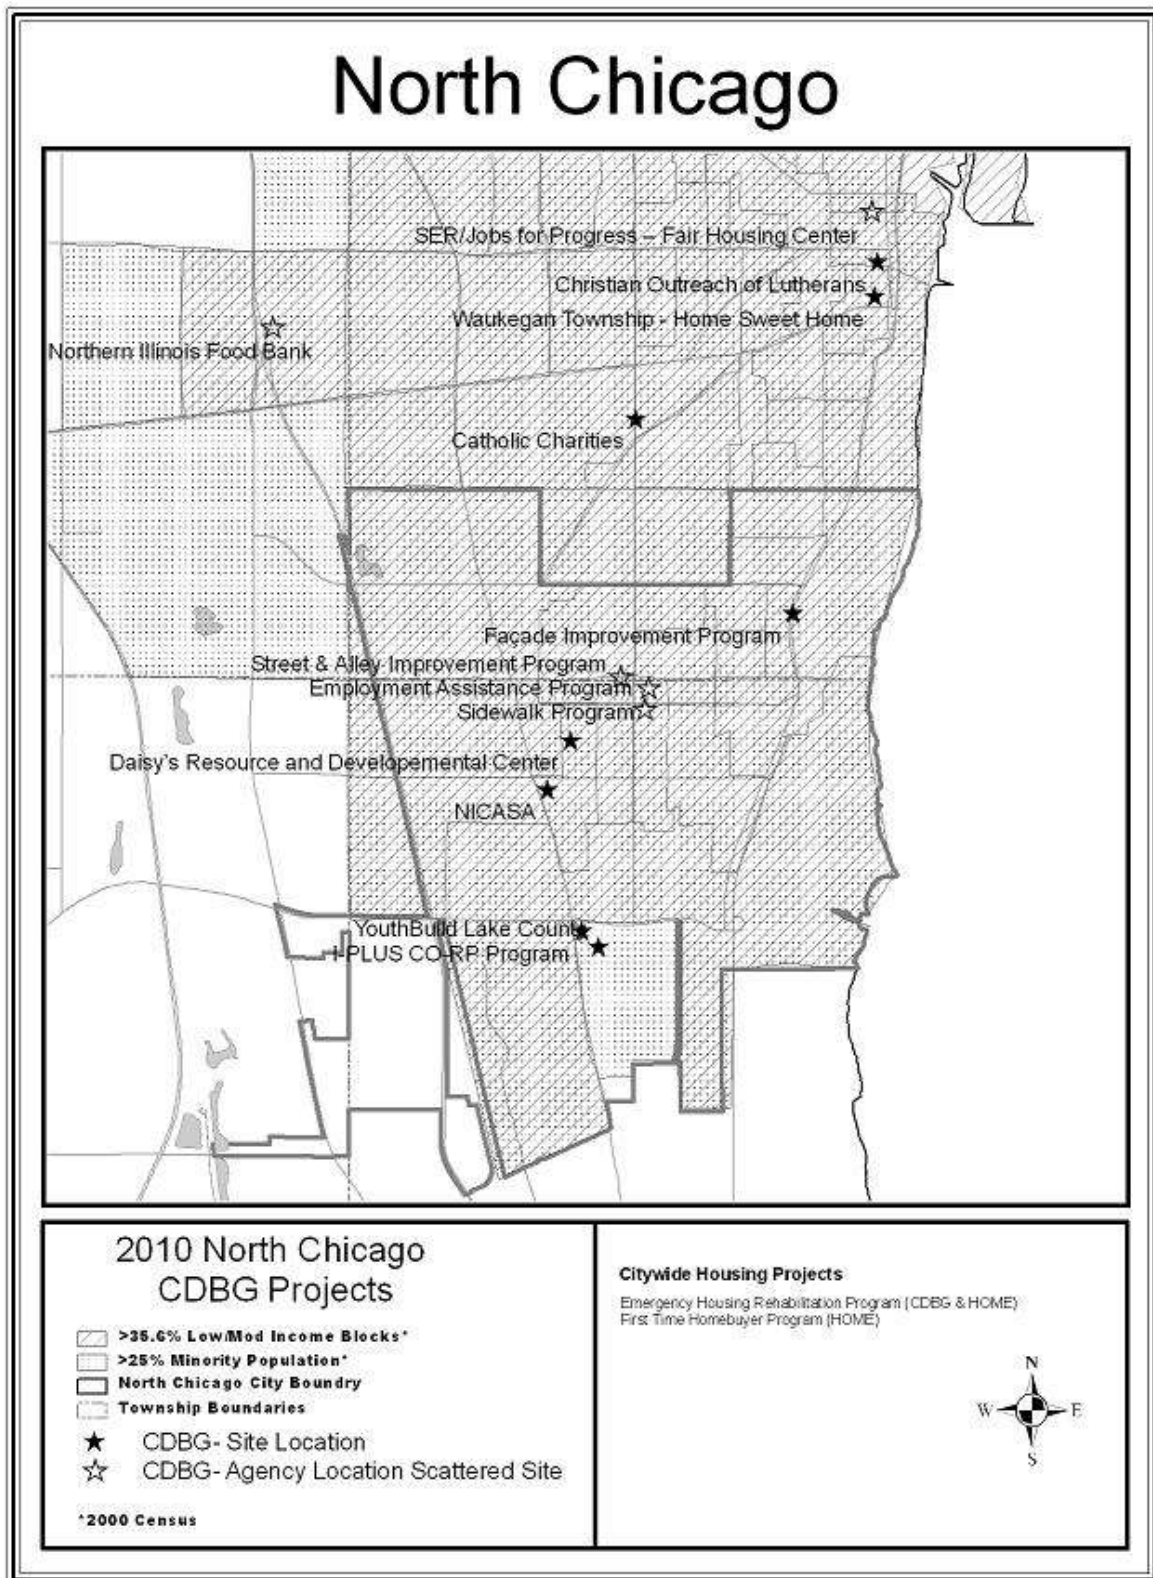 North Chicago
SER/Jobs for Progress – Fair Housing Center
Christian Outreach of Lutherans
Waukegan Township - Home Sweet Home
Northern Illinois Food Bank
Catholic Charities
Façade Improvement Program
Street & Alley Improvement Program
Employment Assistance Program
Sidewalk Program
Daisy's Resource and Developmental Center
NICASA
YouthBuild Lake County
I-PLUS CO-RP Program
2010 North Chicago
CDBG Projects
>35.6% Low/Mod Income Blocks*
>25% Minority Population*
North Chicago City Boundry
Township Boundaries
CDBG- Site Location
CDBG- Agency Location Scattered Site
*2000 Census
Citywide Housing Projects
Emergency Housing Rehabilitation Program (CDBG & HOME)
First Time Homebuyer Program (HOME)
N
W
E
S